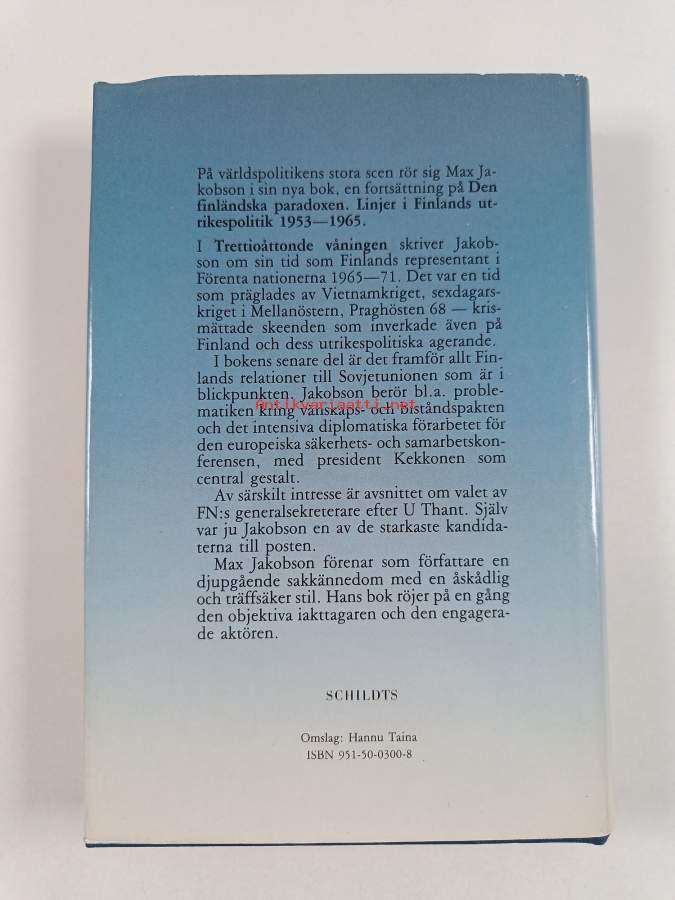 På världspolitikens stora scen rör sig Max Ja-
kobson i sin nya bok, en fortsättning på Den
finländska paradoxen. Linjer i Finlands ut-
rikespolitik 1953—1965.
I Trettioåttonde våningen skriver Jakob-
son om sin tid som Finlands representant i
Förenta nationerna 1965—71. Det var en tid
som präglades av Vietnamkriget, sexdagars-
kriget i Mellanöstern, Praghösten 68 — kris-
mättade skeenden som inverkade även på
Finland och dess utrikespolitiska agerande.
I bokens senare del är det framför allt Fin-
lands relationer till Sovjetunionen som är i
blickpunkten. Jakobson berör bl.a. proble-
Antikvariaatti.net
matiken kring vänskaps- och biståndspakten
och det intensiva diplomatiska förarbetet för
den europeiska säkerhets- och samarbetskon-
ferensen, med president Kekkonen som
central gestalt.
Av särskilt intresse är avsnittet om valet av
FN:s generalsekreterare efter U Thant. Själv
var ju Jakobson en av de starkaste kandida-
terna till posten.
Max Jakobson förenar som författare en
djupgående sakkännedom med en åskådlig
och träffsäker stil. Hans bok röjer på en gång
den objektiva iakttagaren och den engagera-
de aktören.
SCHILDTS
Omslag: Hannu Taina
ISBN 951-50-0300-8